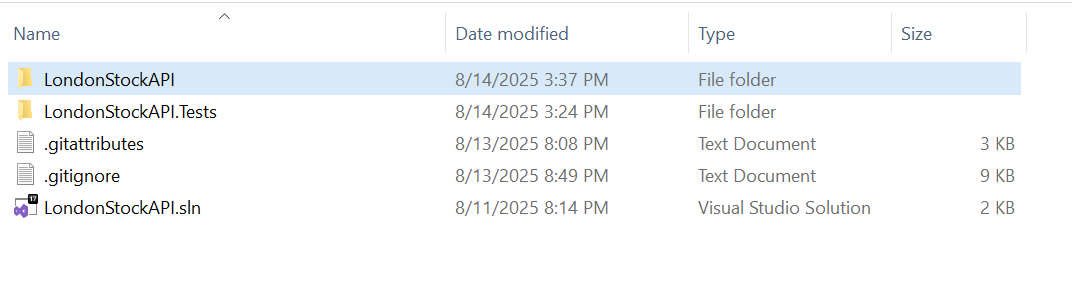 Name Date modified Type Size
LondonStockAPI 8/14/2025 3:37 PM File folder
LondonStockAPI.Tests 8/14/2025 3:24 PM File folder
.gitattributes 8/13/2025 8:08 PM Text Document 3 KB
.gitignore 8/13/2025 8:49 PM Text Document 9 KB
17
LondonStockAPI.sln 8/11/2025 8:14 PM Visual Studio Solution 2 KB